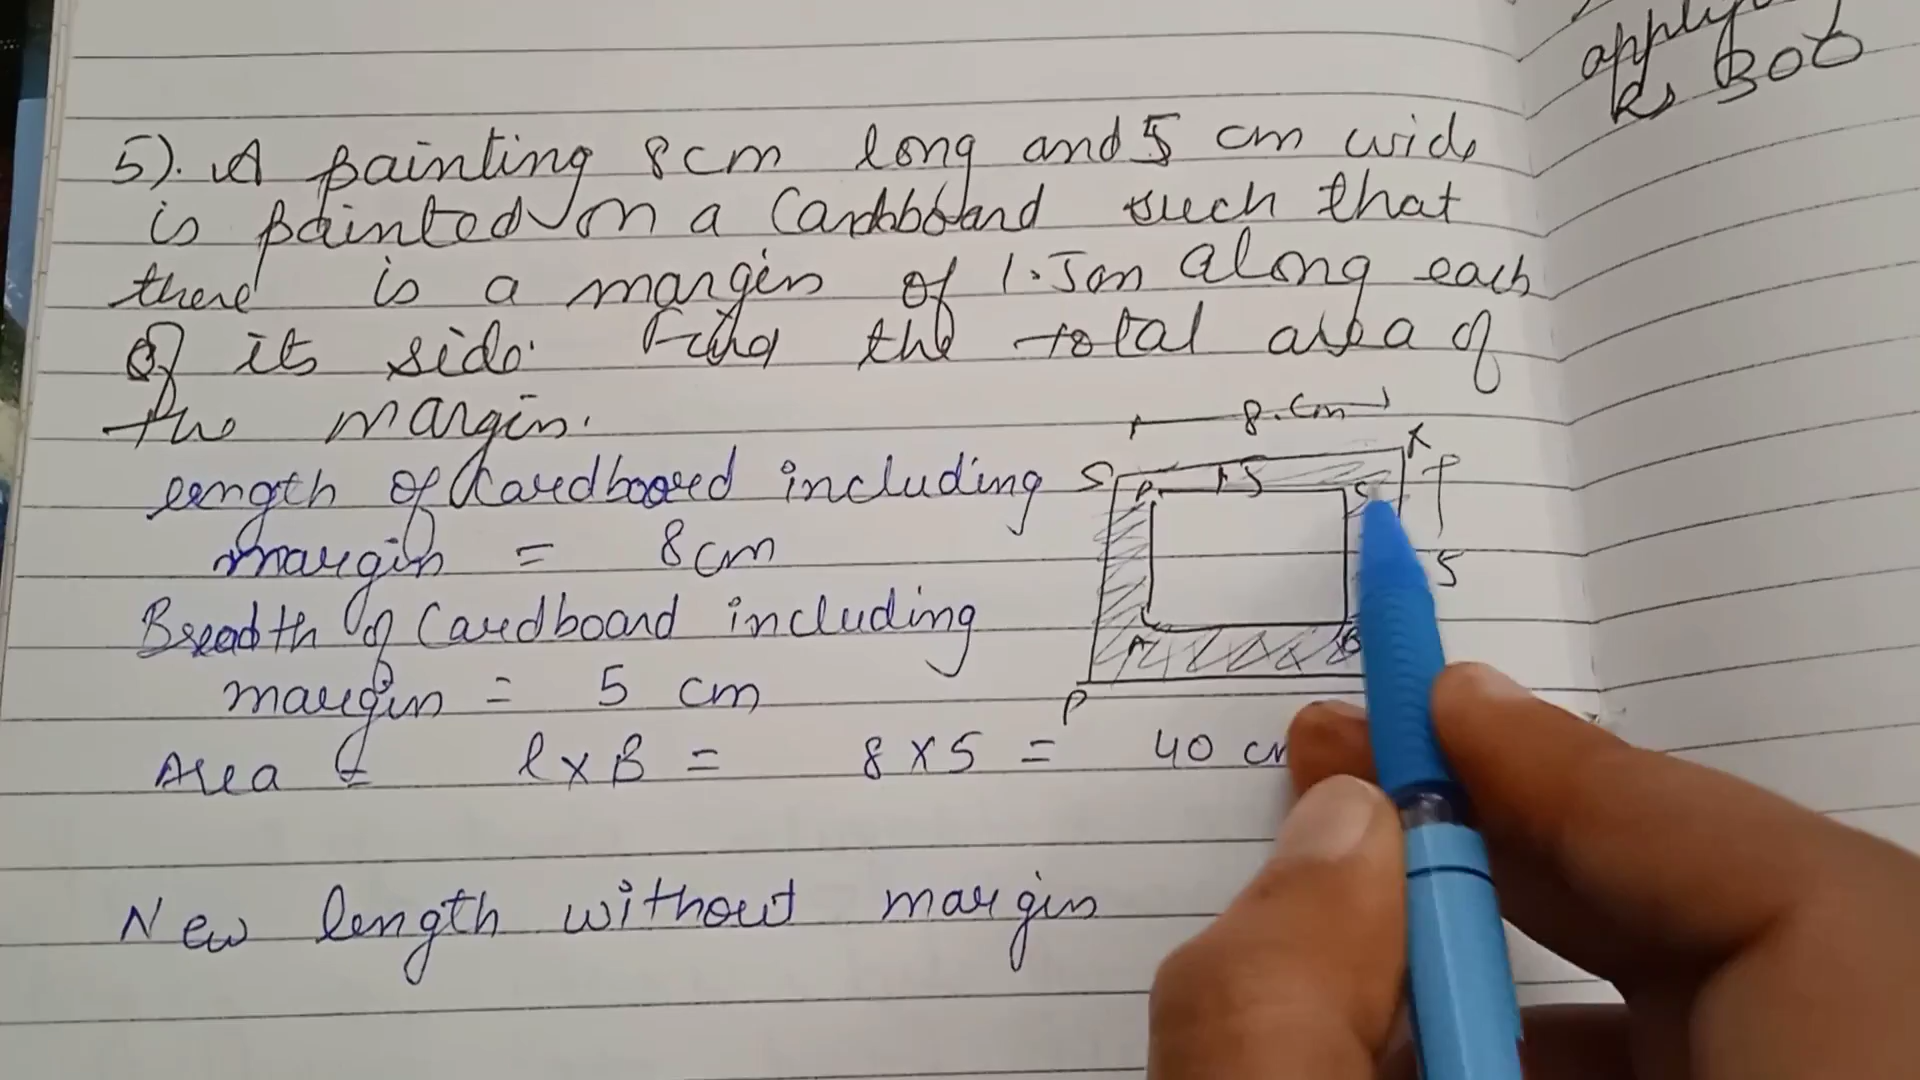 5). A painting 8cm long and 5 cm wide
is painted on a Cardboard such that
there is a margin of 1.5cm along each
of its side. Find the total area of
the margin.
8 cm
length of Cardboard including
margin = 8cm
Breadth of Cardboard including
margin = 5 cm
Area = l x B = 8 x 5 = 40 cm
New length without margin
S
R
D
1.5
C
5
A
B
P
Rs 300